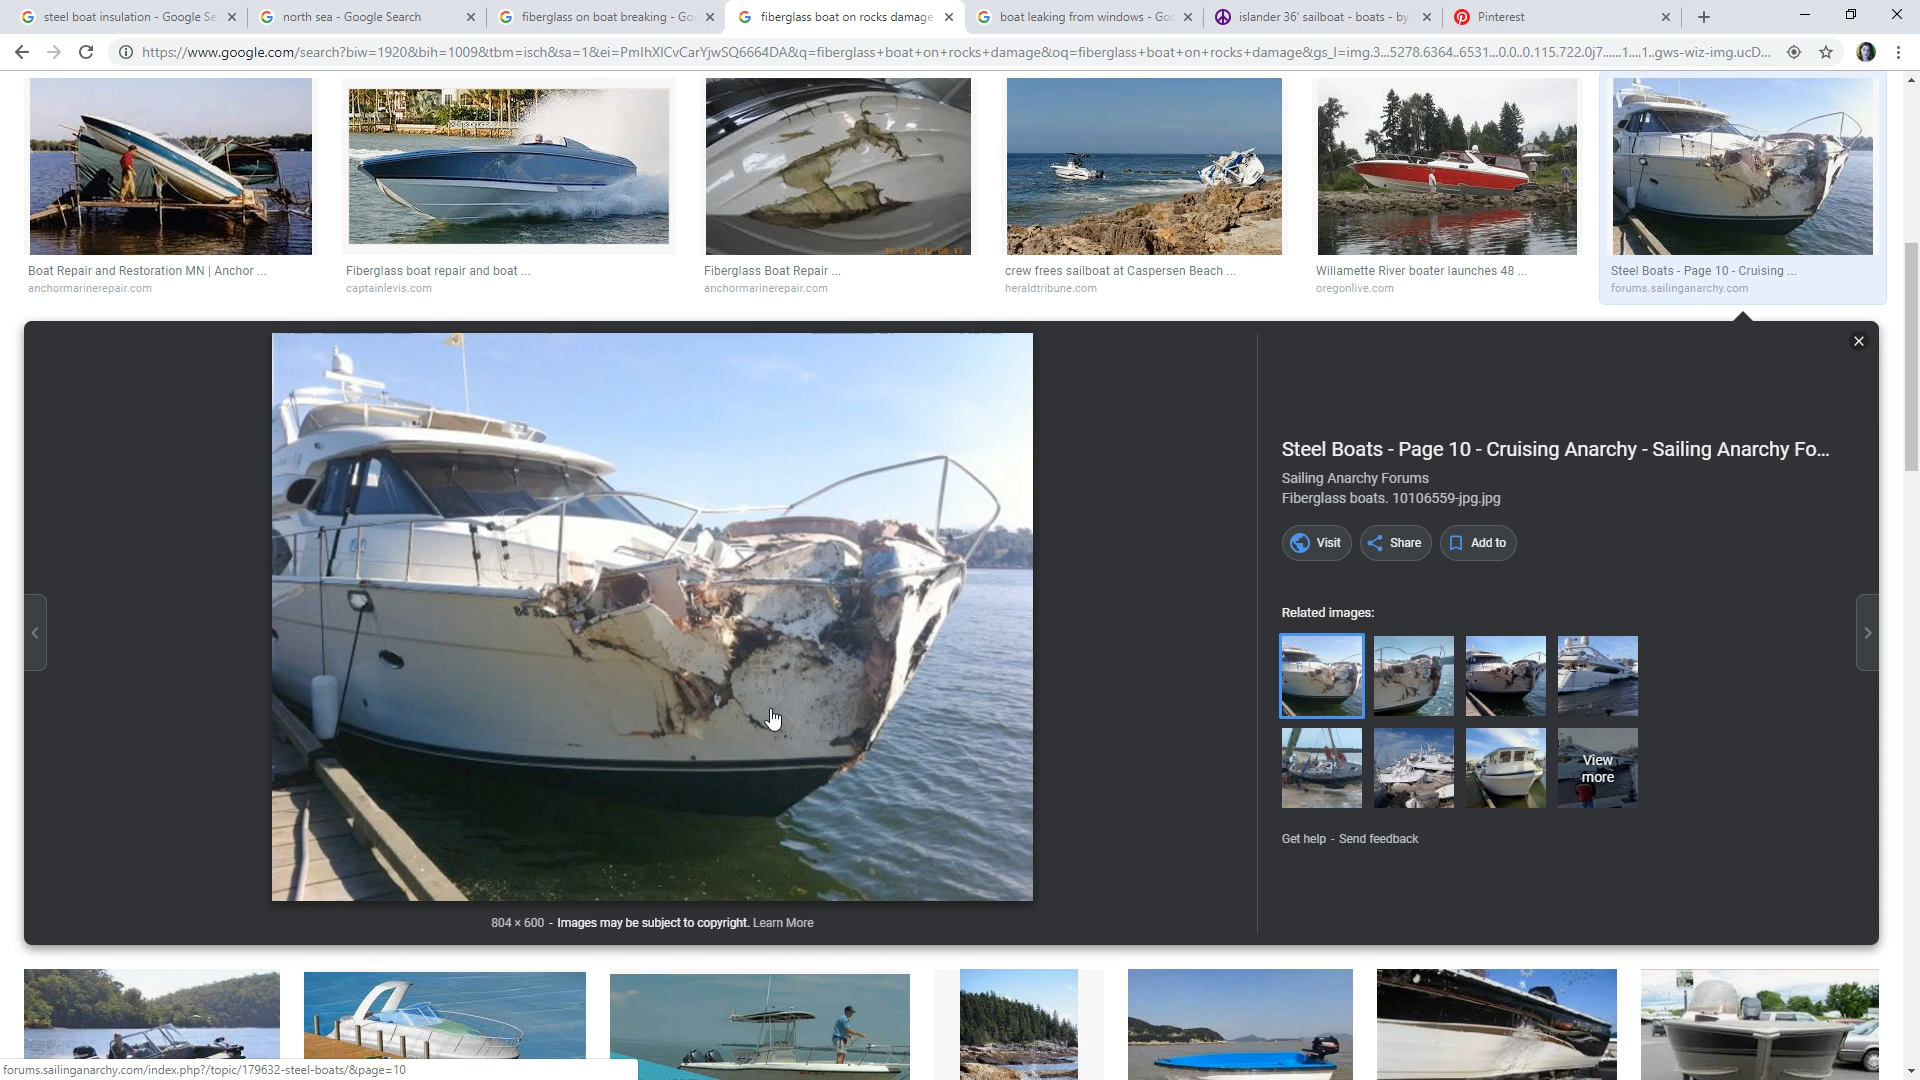 steel boat insulation - Google Se
north sea - Google Search
fiberglass on boat breaking - Goo
fiberglass boat on rocks damage
boat leaking from windows - Goo
islander 36' sailboat - boats - by
Pinterest
https://www.google.com/search?biw=1920&bih=1009&tbm=isch&sa=1&ei=PmIhXICvCarYjwSQ6664DA&q=fiberglass+boat+on+rocks+damage&oq=fiberglass+boat+on+rocks+damage&gs_l=img.3...5278.6364..6531...0.0..0.115.722.0j7......1....1..gws-wiz-img.ucD...
Boat Repair and Restoration MN | Anchor ...
anchormarinerepair.com
Fiberglass boat repair and boat ...
captainlevis.com
Fiberglass Boat Repair ...
anchormarinerepair.com
crew frees sailboat at Caspersen Beach ...
heraldtribune.com
Willamette River boater launches 48 ...
oregonlive.com
Steel Boats - Page 10 - Cruising ...
forums.sailinganarchy.com
Steel Boats - Page 10 - Cruising Anarchy - Sailing Anarchy Fo...
Sailing Anarchy Forums
Fiberglass boats. 10106559-jpg.jpg
Visit
Share
Add to
Related images:
View
more
Get help - Send feedback
804 × 600 - Images may be subject to copyright. Learn More
forums.sailinganarchy.com/index.php?/topic/179632-steel-boats/&page=10